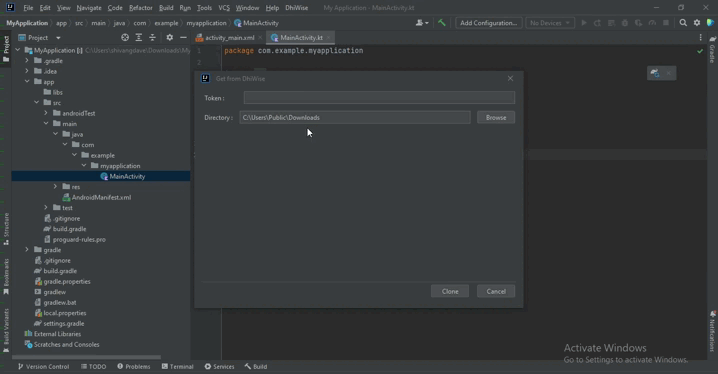 File Edit View Navigate Code Refactor Build Run Tools VCS Window Help DhiWise My Application - MainActivity.kt
MyApplication app src main java com example myapplication MainActivity
Add Configuration... No Devices
Project
activity_main.xml MainActivity.kt
MyApplication C:\Users\shivangdave\Downloads\My
.gradle
.idea
app
libs
src
androidTest
main
java
com
example
myapplication
MainActivity
res
AndroidManifest.xml
test
.gitignore
build.gradle
proguard-rules.pro
gradle
.gitignore
build.gradle
gradle.properties
gradlew
gradlew.bat
local.properties
settings.gradle
External Libraries
Scratches and Consoles
1 package com.example.myapplication
2
Get from DhiWise
Token:
Directory: C:\Users\Public\Downloads Browse
Clone Cancel
Project
Structure
Bookmarks
Build Variants
Gradle
Notifications
Activate Windows
Go to Settings to activate Windows.
Version Control TODO Problems Terminal Services Build